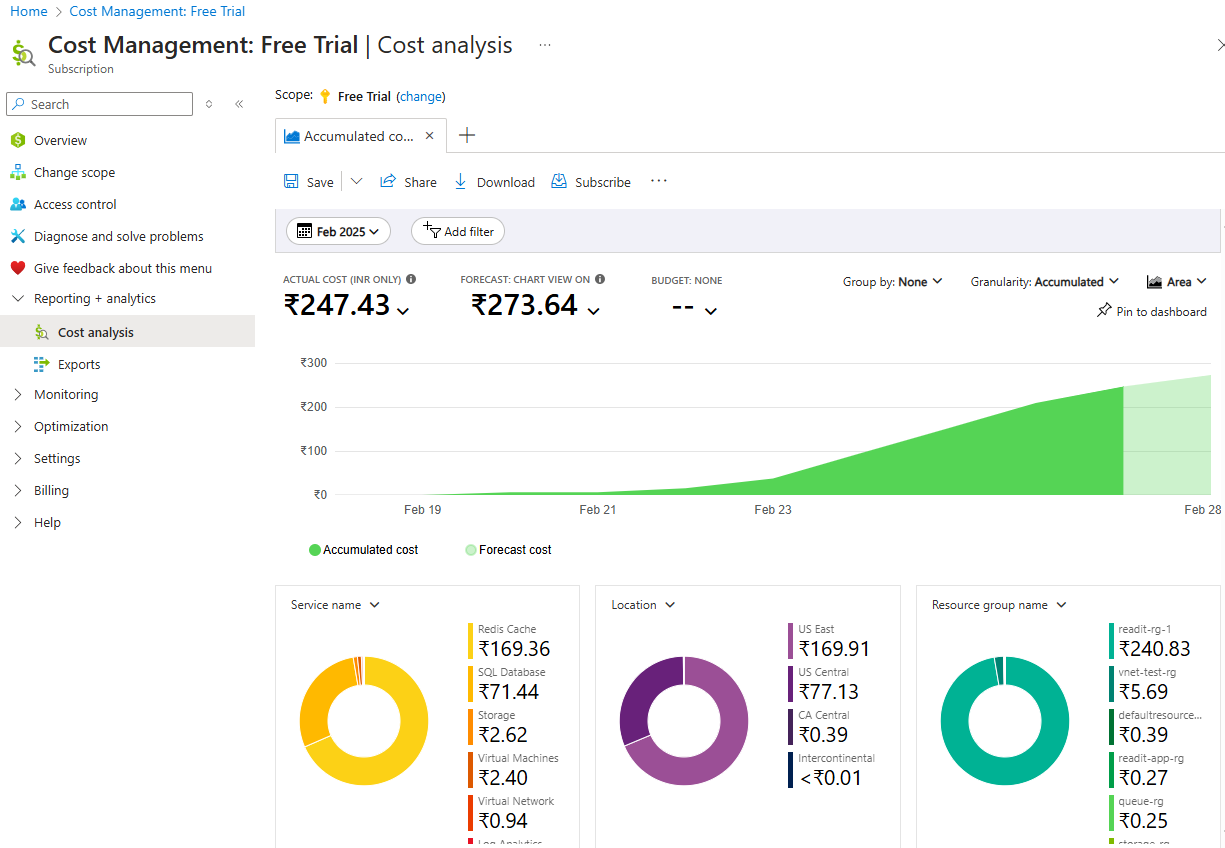 Home > Cost Management: Free Trial
Cost Management: Free Trial | Cost analysis ...
Subscription
Search
Overview
Change scope
Access control
Diagnose and solve problems
Give feedback about this menu
Reporting + analytics
Cost analysis
Exports
Monitoring
Optimization
Settings
Billing
Help
Scope: Free Trial (change)
Accumulated co...
Save Share Download Subscribe ...
Feb 2025 Add filter
ACTUAL COST (INR ONLY) FORECAST: CHART VIEW ON BUDGET: NONE
₹247.43 ₹273.64 --
Group by: None Granularity: Accumulated Area
Pin to dashboard
₹300
₹200
₹100
₹0
Feb 19 Feb 21 Feb 23 Feb 28
Accumulated cost Forecast cost
Service name
Redis Cache
₹169.36
SQL Database
₹71.44
Storage
₹2.62
Virtual Machines
₹2.40
Virtual Network
₹0.94
Location
US East
₹169.91
US Central
₹77.13
CA Central
₹0.39
Intercontinental
<₹0.01
Resource group name
readit-rg-1
₹240.83
vnet-test-rg
₹5.69
defaultresource...
₹0.39
readit-app-rg
₹0.27
queue-rg
₹0.25